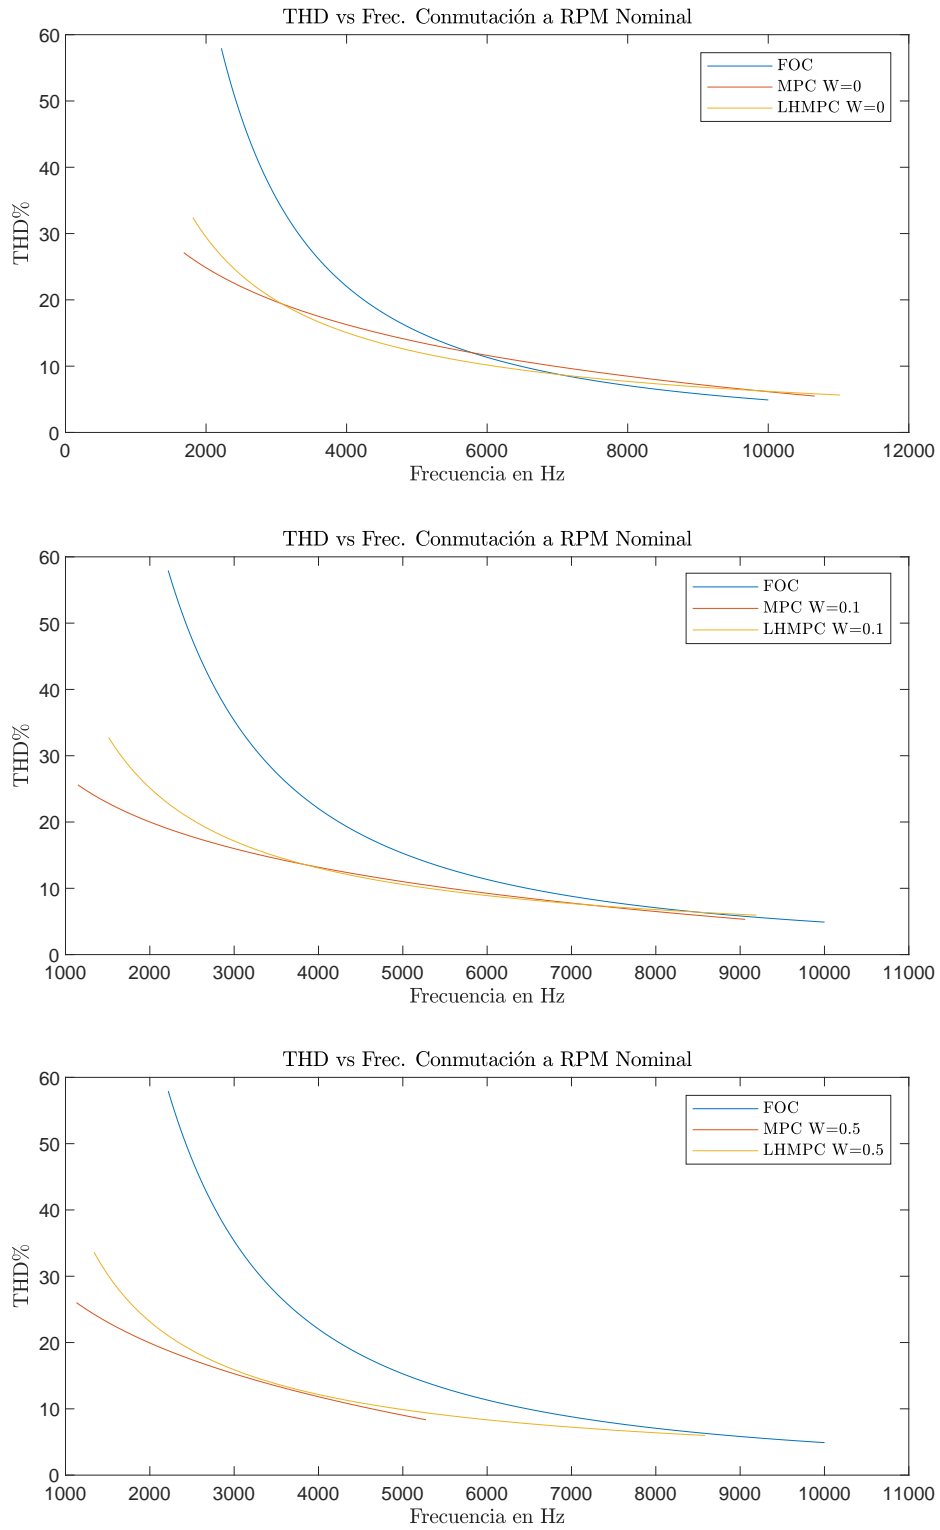 THD vs Frec. Conmutación a RPM Nominal
60
50
40
30
20
10
0
THD%
FOC
MPC W=0
LHMPC W=0
0 2000 4000 6000 8000 10000 12000
Frecuencia en Hz
THD vs Frec. Conmutación a RPM Nominal
60
50
40
30
20
10
0
THD%
FOC
MPC W=0.1
LHMPC W=0.1
1000 2000 3000 4000 5000 6000 7000 8000 9000 10000 11000
Frecuencia en Hz
THD vs Frec. Conmutación a RPM Nominal
60
50
40
30
20
10
0
THD%
FOC
MPC W=0.5
LHMPC W=0.5
1000 2000 3000 4000 5000 6000 7000 8000 9000 10000 11000
Frecuencia en Hz